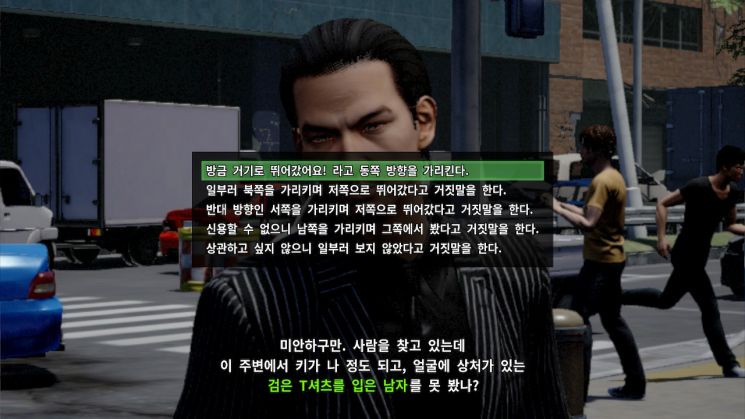 방금 거기로 뛰어갔어요! 라고 동쪽 방향을 가리킨다.
일부러 북쪽을 가리키며 저쪽으로 뛰어갔다고 거짓말을 한다.
반대 방향인 서쪽을 가리키며 저쪽으로 뛰어갔다고 거짓말을 한다.
신용할 수 없으니 남쪽을 가리키며 그쪽에서 봤다고 거짓말을 한다.
상관하고 싶지 않으니 일부러 보지 않았다고 거짓말을 한다.
미안하구만. 사람을 찾고 있는데
이 주변에서 키가 나 정도 되고, 얼굴에 상처가 있는
검은 T셔츠를 입은 남자를 못 봤나?